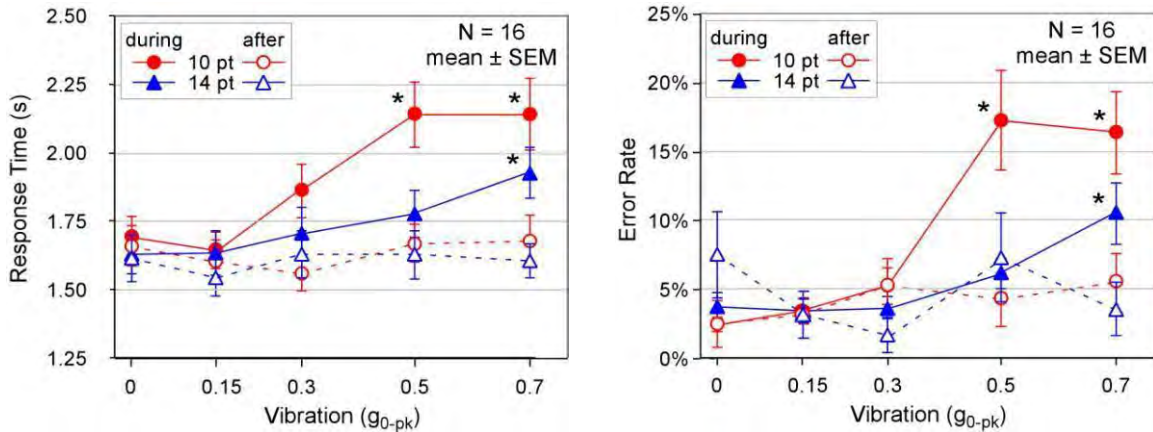 during after
10 pt
14 pt
N = 16
mean ± SEM
Response Time (s)
2.50
2.25
2.00
1.75
1.50
1.25
* *
*
0 0.15 0.3 0.5 0.7
Vibration (g0-pk)
during after
10 pt
14 pt
N = 16
mean ± SEM
Error Rate
25%
20%
15%
10%
5%
0%
* *
*
0 0.15 0.3 0.5 0.7
Vibration (g0-pk)